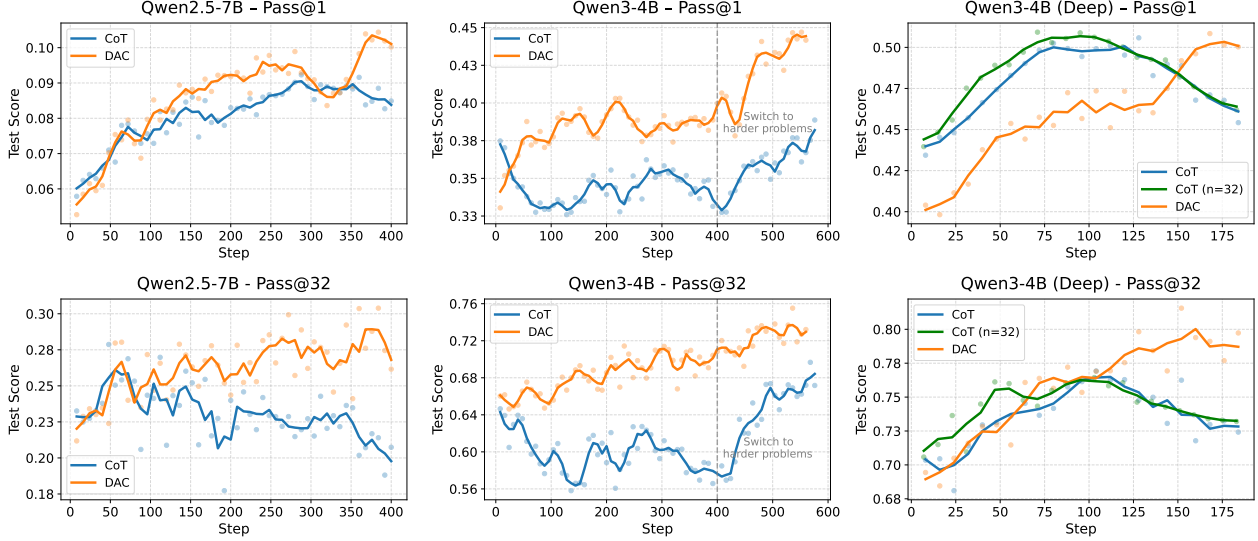 Qwen2.5-7B – Pass@1
Test Score
0.10
0.09
0.08
0.07
0.06
CoT
DAC
0 50 100 150 200 250 300 350 400
Step
Qwen3-4B – Pass@1
Test Score
0.45
0.43
0.40
0.38
0.35
0.33
CoT
DAC
Switch to
harder problems
0 100 200 300 400 500 600
Step
Qwen3-4B (Deep) – Pass@1
Test Score
0.50
0.47
0.45
0.42
0.40
CoT
CoT (n=32)
DAC
0 25 50 75 100 125 150 175
Step
Qwen2.5-7B - Pass@32
Test Score
0.30
0.28
0.25
0.23
0.20
0.18
CoT
DAC
0 50 100 150 200 250 300 350 400
Step
Qwen3-4B - Pass@32
Test Score
0.76
0.72
0.68
0.64
0.60
0.56
CoT
DAC
Switch to
harder problems
0 100 200 300 400 500 600
Step
Qwen3-4B (Deep) - Pass@32
Test Score
0.80
0.78
0.75
0.73
0.70
0.68
CoT
CoT (n=32)
DAC
0 25 50 75 100 125 150 175
Step